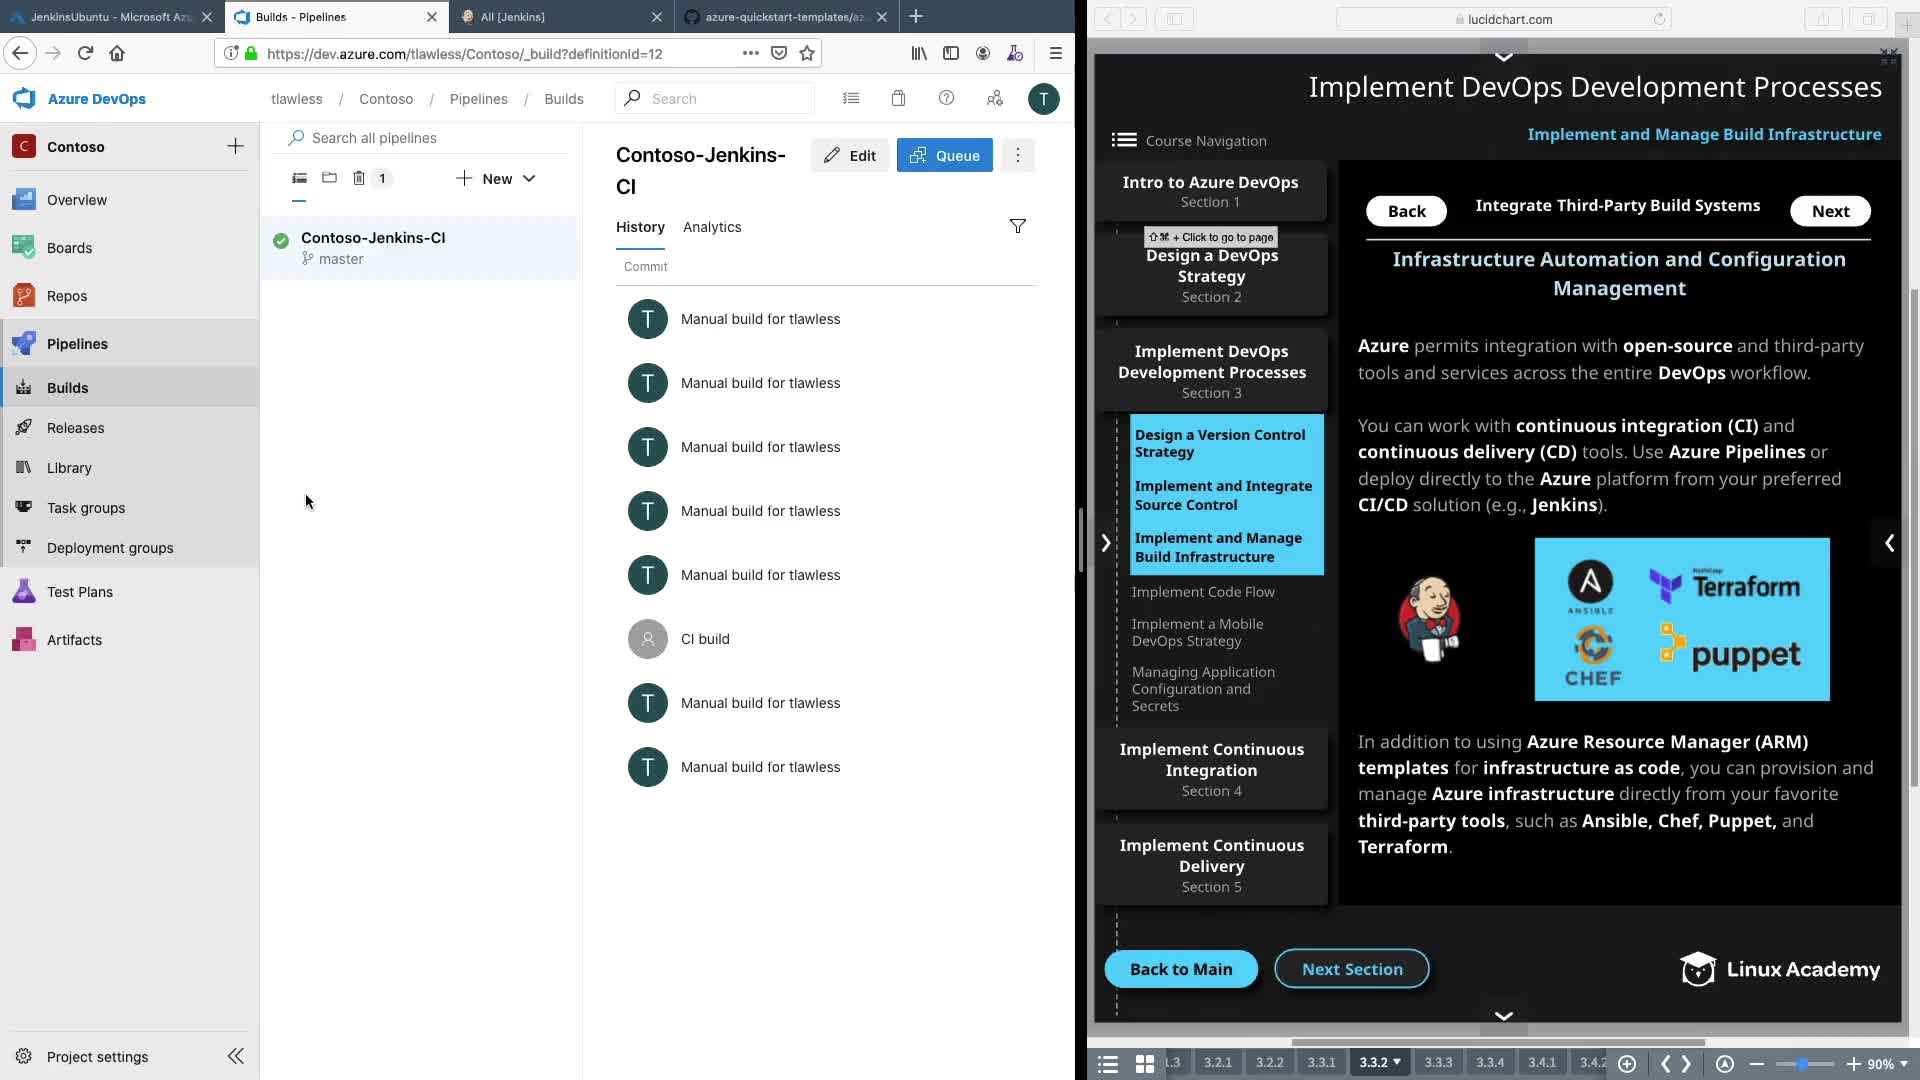 JenkinsUbuntu - Microsoft Az
Builds - Pipelines
All [Jenkins]
azure-quickstart-templates/az
https://dev.azure.com/tlawless/Contoso/_build?definitionId=12
Azure DevOps
tlawless / Contoso / Pipelines / Builds
Search
T
C
Contoso
Overview
Boards
Repos
Pipelines
Builds
Releases
Library
Task groups
Deployment groups
Test Plans
Artifacts
Project settings
Search all pipelines
1
New
Contoso-Jenkins-CI
master
Contoso-Jenkins-
CI
Edit
Queue
History
Analytics
Commit
T Manual build for tlawless
T Manual build for tlawless
T Manual build for tlawless
T Manual build for tlawless
T Manual build for tlawless
CI build
T Manual build for tlawless
T Manual build for tlawless
lucidchart.com
Implement DevOps Development Processes
Implement and Manage Build Infrastructure
Course Navigation
Intro to Azure DevOps
Section 1
⇧⌘ + Click to go to page
Design a DevOps
Strategy
Section 2
Implement DevOps
Development Processes
Section 3
Design a Version Control
Strategy
Implement and Integrate
Source Control
Implement and Manage
Build Infrastructure
Implement Code Flow
Implement a Mobile
DevOps Strategy
Managing Application
Configuration and
Secrets
Implement Continuous
Integration
Section 4
Implement Continuous
Delivery
Section 5
Back to Main
Next Section
Back
Integrate Third-Party Build Systems
Next
Infrastructure Automation and Configuration
Management
Azure permits integration with open-source and third-party
tools and services across the entire DevOps workflow.
You can work with continuous integration (CI) and
continuous delivery (CD) tools. Use Azure Pipelines or
deploy directly to the Azure platform from your preferred
CI/CD solution (e.g., Jenkins).
ANSIBLE
HashiCorp
Terraform
CHEF
puppet
In addition to using Azure Resource Manager (ARM)
templates for infrastructure as code, you can provision and
manage Azure infrastructure directly from your favorite
third-party tools, such as Ansible, Chef, Puppet, and
Terraform.
Linux Academy
1.3
3.2.1
3.2.2
3.3.1
3.3.2
3.3.3
3.3.4
3.4.1
3.4.2
90%